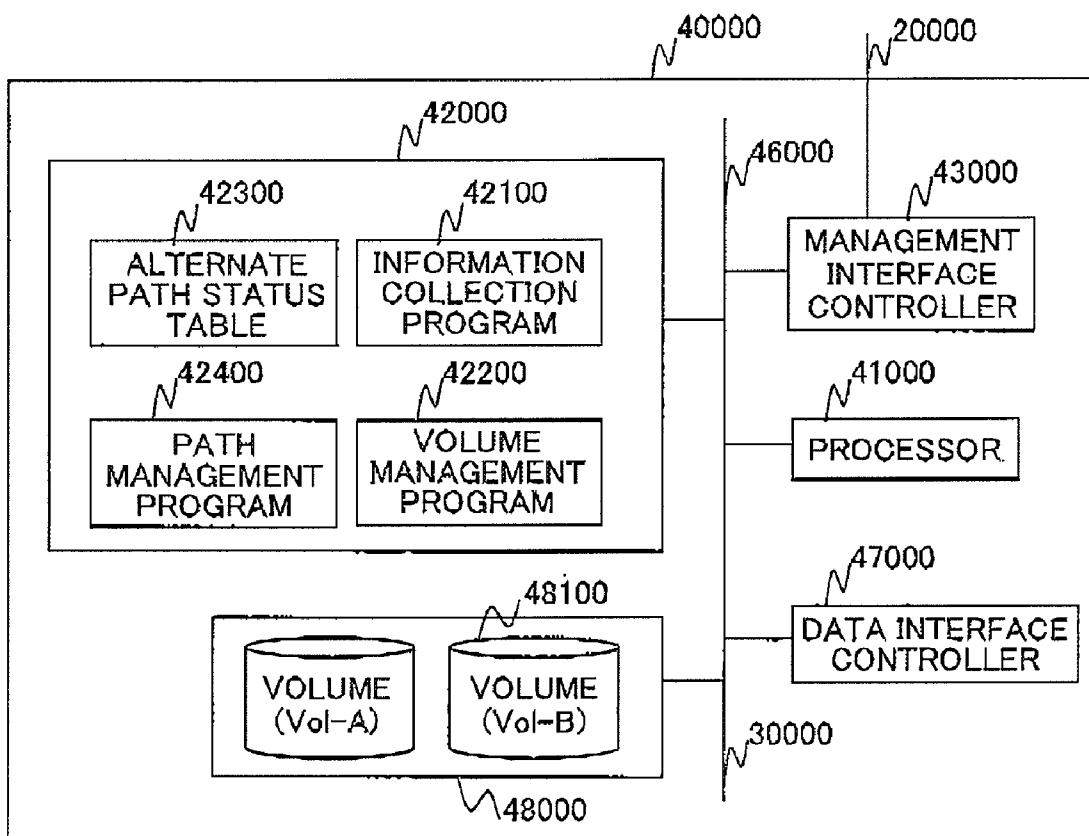 40000
20000
42000
46000
42300
42100
43000
ALTERNATE
PATH STATUS
TABLE
INFORMATION
COLLECTION
PROGRAM
MANAGEMENT
INTERFACE
CONTROLLER
42400
42200
41000
PATH
MANAGEMENT
PROGRAM
VOLUME
MANAGEMENT
PROGRAM
PROCESSOR
47000
48100
DATA INTERFACE
CONTROLLER
VOLUME
(Vol-A)
VOLUME
(Vol-B)
30000
48000